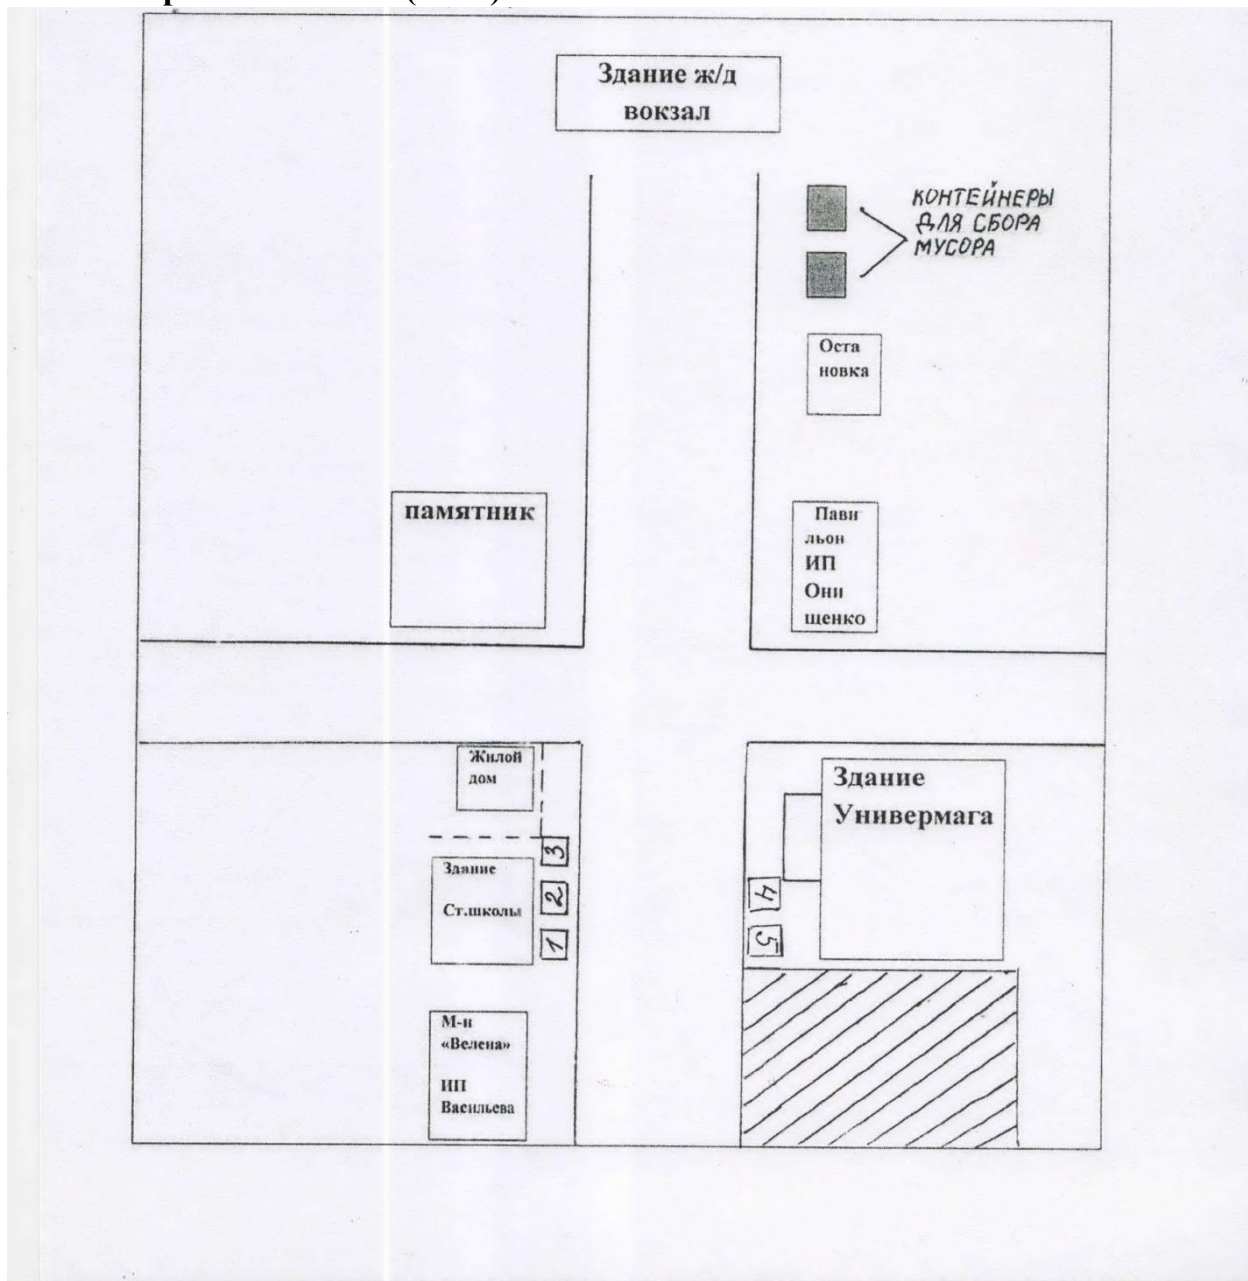 Здание ж/д
вокзал
КОНТЕЙНЕРЫ
ДЛЯ СБОРА
МУСОРА
Оста
новка
памятник
Пави
льон
ИП
Они
щенко
Жилой
дом
Здание
Универмага
3
Здание
2
Ст.школы
1
4
5
М-н
«Велена»
ИП
Васильева